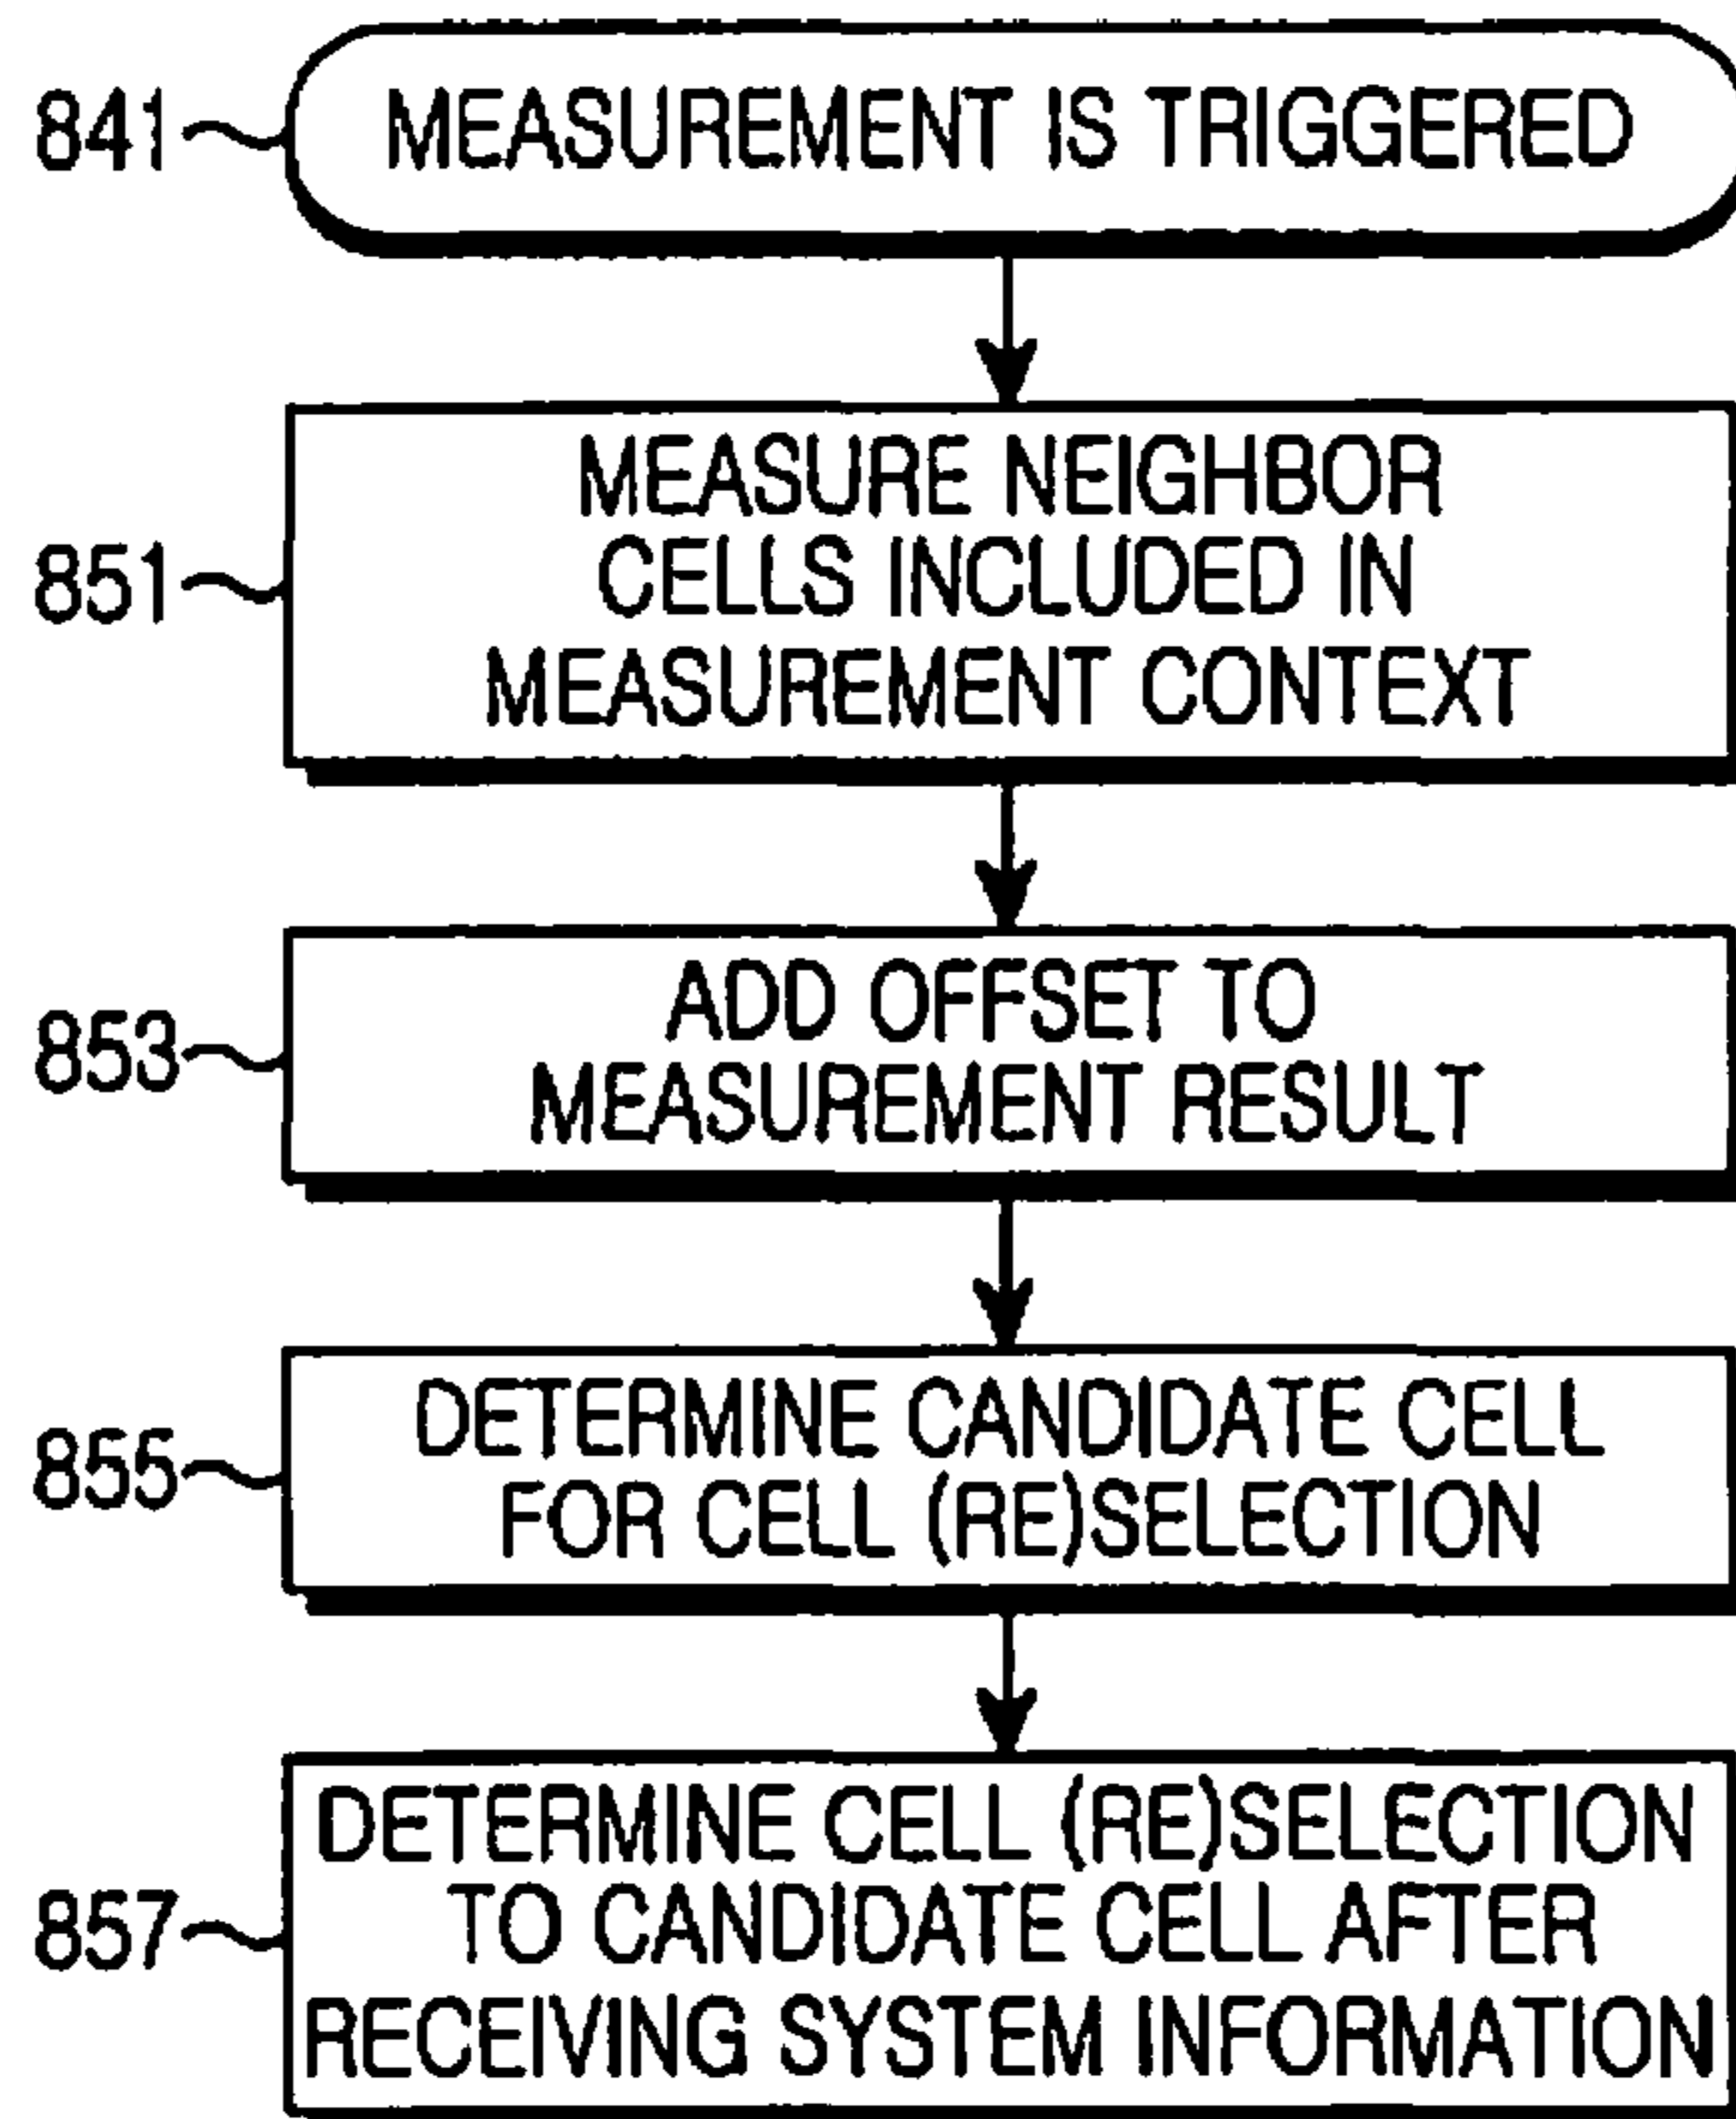 841
MEASUREMENT IS TRIGGERED
MEASURE NEIGHBOR
851
CELLS INCLUDED IN
MEASUREMENT CONTEXT
853
ADD OFFSET TO
MEASUREMENT RESULT
855
DETERMINE CANDIDATE CELL
FOR CELL (RE)SELECTION
DETERMINE CELL (RE)SELECTION
857
TO CANDIDATE CELL AFTER
RECEIVING SYSTEM INFORMATION